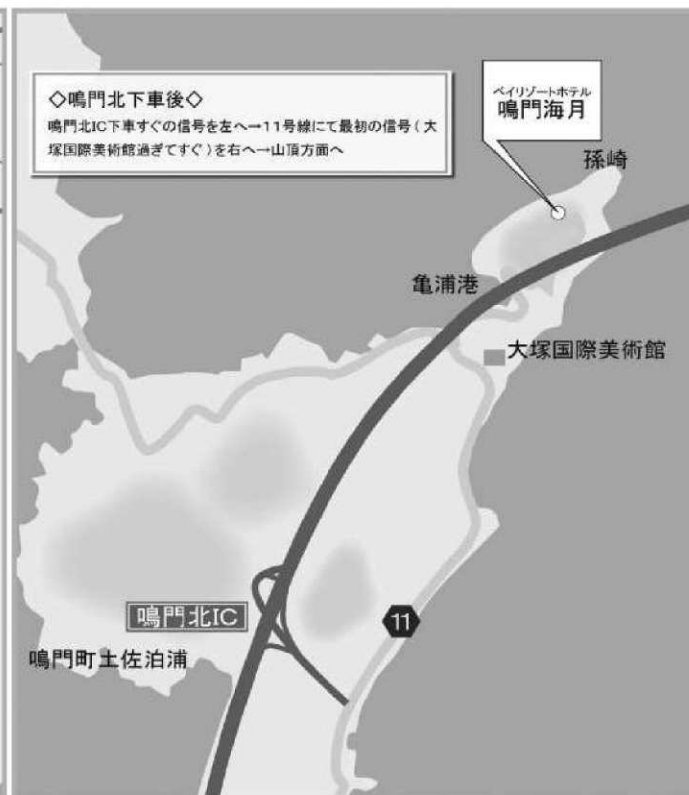 ◇鳴門北下車後◇
鳴門北IC下車すぐの信号を左へ→11号線にて最初の信号(大
塚国際美術館過ぎてすぐ)を右へ→山頂方面へ
ベイリゾートホテル
鳴門海月
孫崎
亀浦港
大塚国際美術館
鳴門北IC
11
鳴門町土佐泊浦